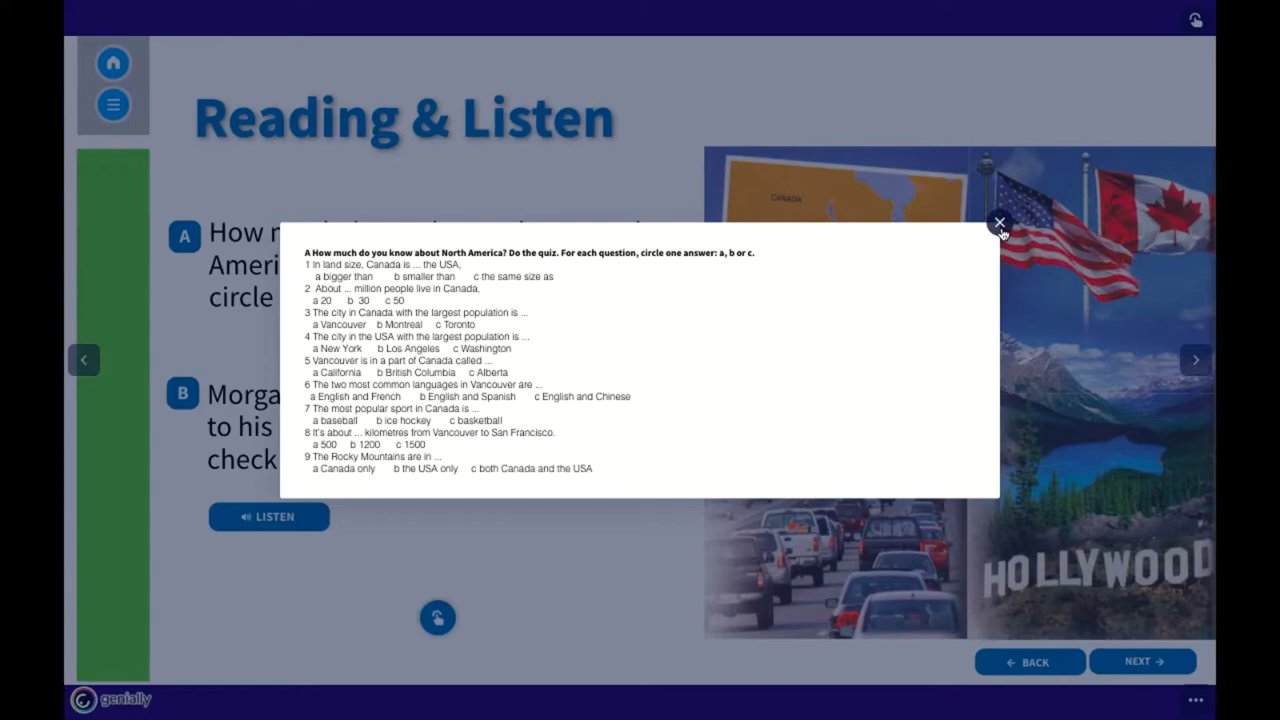 Reading & Listen
CANADA
A
How
Ameri
circle
A How much do you know about North America? Do the quiz. For each question, circle one answer: a, b or c.
1 In land size, Canada is ... the USA,
a bigger than b smaller than c the same size as
2 About ... million people live in Canada,
a 20 b 30 c 50
3 The city in Canada with the largest population is ...
a Vancouver b Montreal c Toronto
4 The city in the USA with the largest population is ...
a New York b Los Angeles c Washington
5 Vancouver is in a part of Canada called ...
a California b British Columbia c Alberta
6 The two most common languages in Vancouver are ...
a English and French b English and Spanish c English and Chinese
7 The most popular sport in Canada is ...
a baseball b ice hockey c basketball
8 It's about ... kilometres from Vancouver to San Francisco.
a 500 b 1200 c 1500
9 The Rocky Mountains are in ...
a Canada only b the USA only c both Canada and the USA
B
Morga
to his
check
LISTEN
HOLLYWOOD
BACK
NEXT
genially